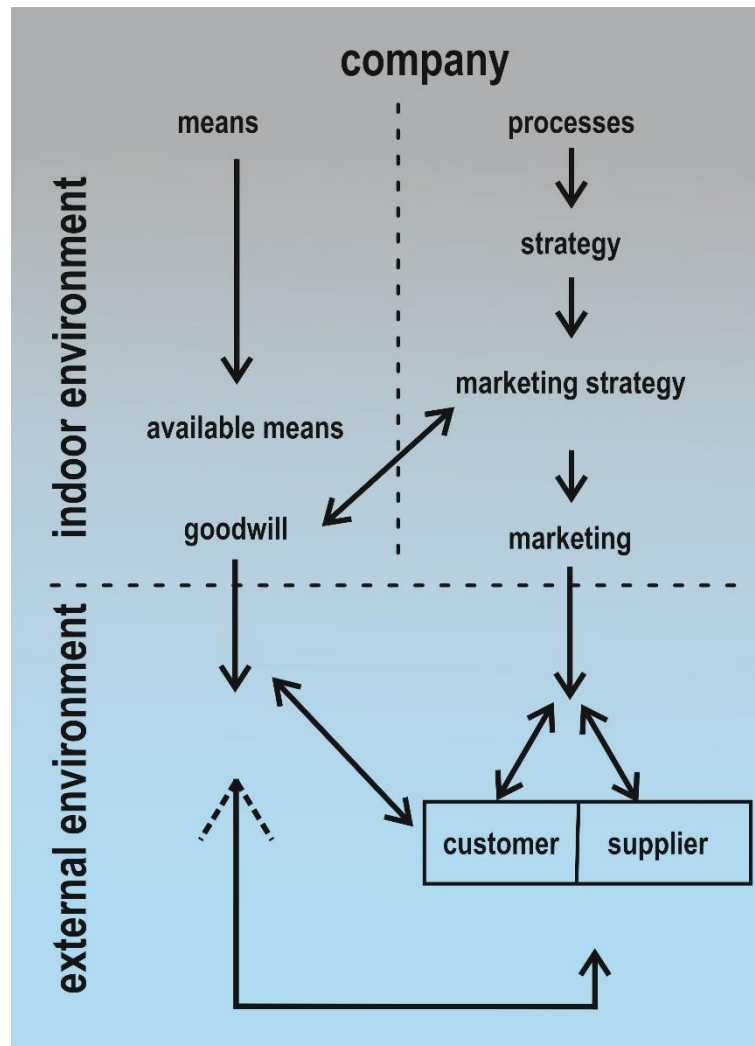 company
means
processes
strategy
marketing strategy
available means
goodwill
marketing
indoor environment
customer
supplier
external environment